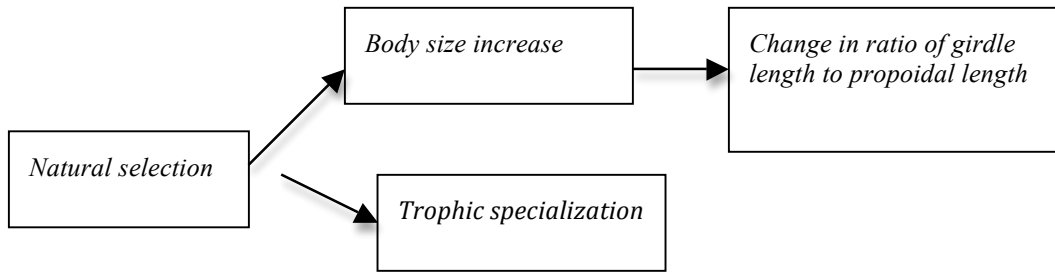 Body size increase
Change in ratio of girdle
length to propoidal length
Natural selection
Trophic specialization